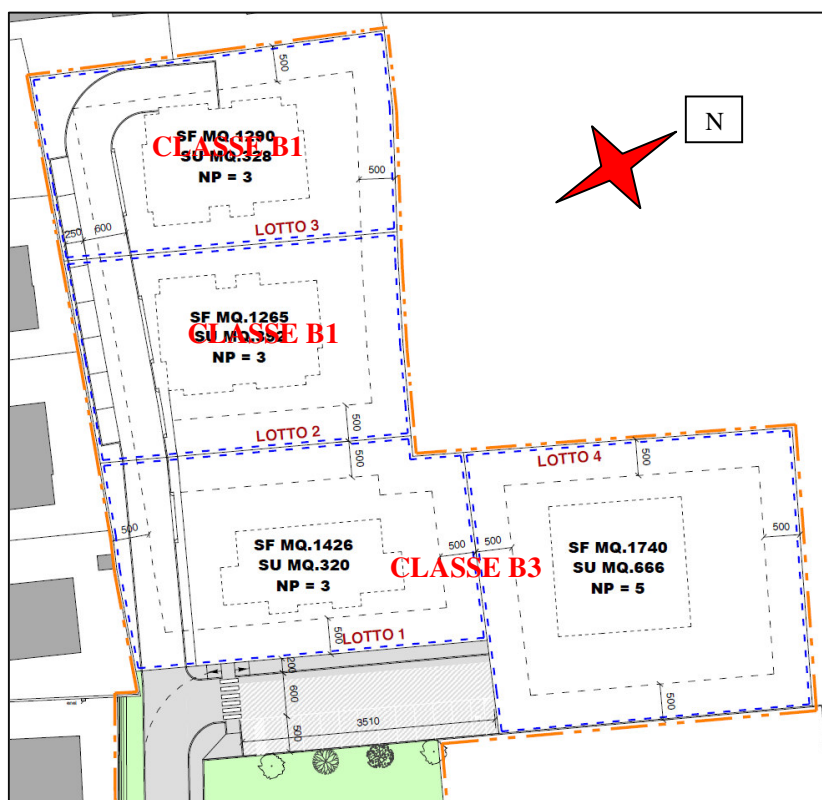 500
N
SF MQ.1290
CLASSE B1
SU MQ.328
NP = 3
500
LOTTO 3
250
600
SF MQ.1265
CLASSE B1
SU MQ.392
NP = 3
LOTTO 2
500
500
LOTTO 4
500
500
SF MQ.1426
SU MQ.320
NP = 3
500
500
500
CLASSE B3
SF MQ.1740
SU MQ.666
NP = 5
LOTTO 1
500
200
600
500
3510
500
P